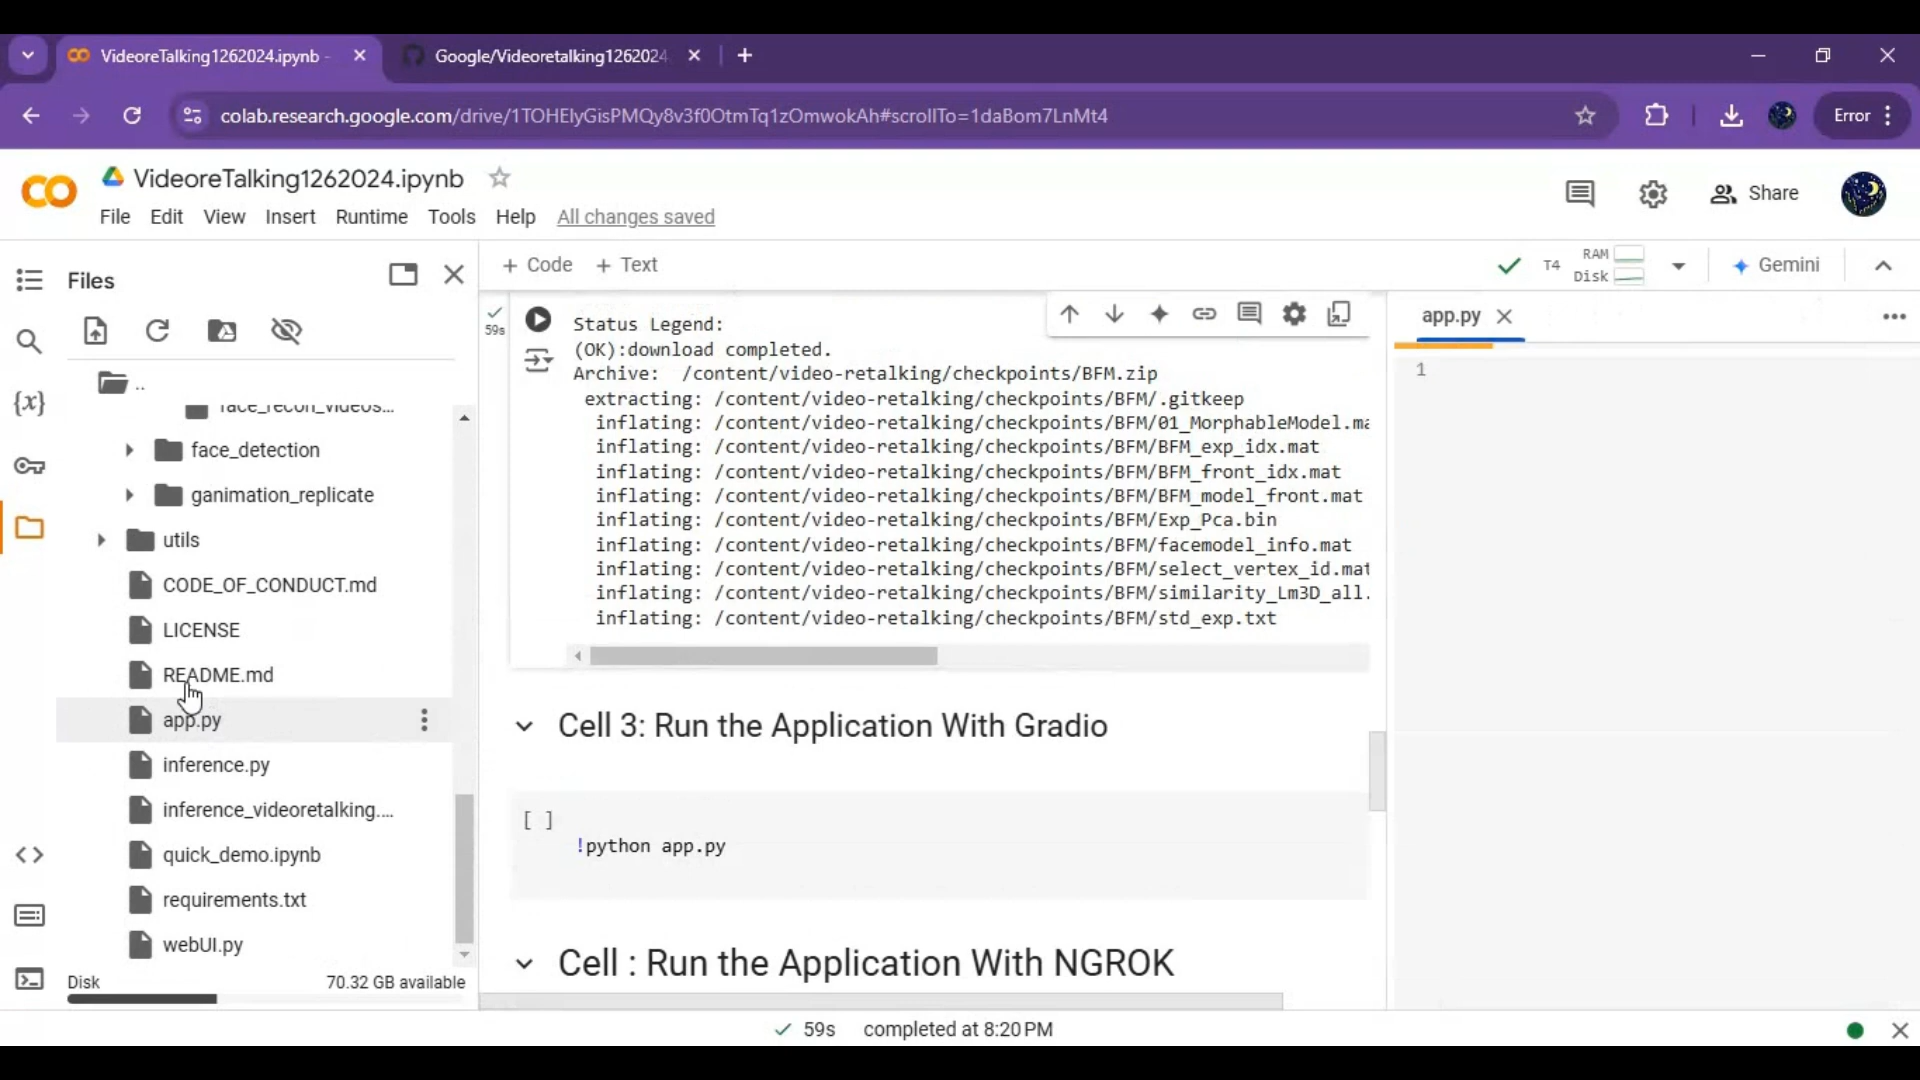 VideoreTalking1262024.ipynb -
Google/Videoretalking1262024
colab.research.google.com/drive/1TOHElyGisPMQy8v3f0OtmTq1zOmwokAh#scrollTo=1daBom7LnMt4
Error
VideoreTalking1262024.ipynb
File Edit View Insert Runtime Tools Help All changes saved
Share
Files
+ Code + Text
T4
RAM
Disk
Gemini
..
face_recon_videos...
face_detection
ganimation_replicate
utils
CODE_OF_CONDUCT.md
LICENSE
README.md
app.py
inference.py
inference_videoretalking....
quick_demo.ipynb
requirements.txt
webUI.py
Disk 70.32 GB available
59s
Status Legend:
(OK):download completed.
Archive: /content/video-retalking/checkpoints/BFM.zip
extracting: /content/video-retalking/checkpoints/BFM/.gitkeep
inflating: /content/video-retalking/checkpoints/BFM/01_MorphableModel.ma
inflating: /content/video-retalking/checkpoints/BFM/BFM_exp_idx.mat
inflating: /content/video-retalking/checkpoints/BFM/BFM_front_idx.mat
inflating: /content/video-retalking/checkpoints/BFM/BFM_model_front.mat
inflating: /content/video-retalking/checkpoints/BFM/Exp_Pca.bin
inflating: /content/video-retalking/checkpoints/BFM/facemodel_info.mat
inflating: /content/video-retalking/checkpoints/BFM/select_vertex_id.mat
inflating: /content/video-retalking/checkpoints/BFM/similarity_Lm3D_all.
inflating: /content/video-retalking/checkpoints/BFM/std_exp.txt
Cell 3: Run the Application With Gradio
[ ]
!python app.py
Cell : Run the Application With NGROK
app.py
1
59s completed at 8:20 PM